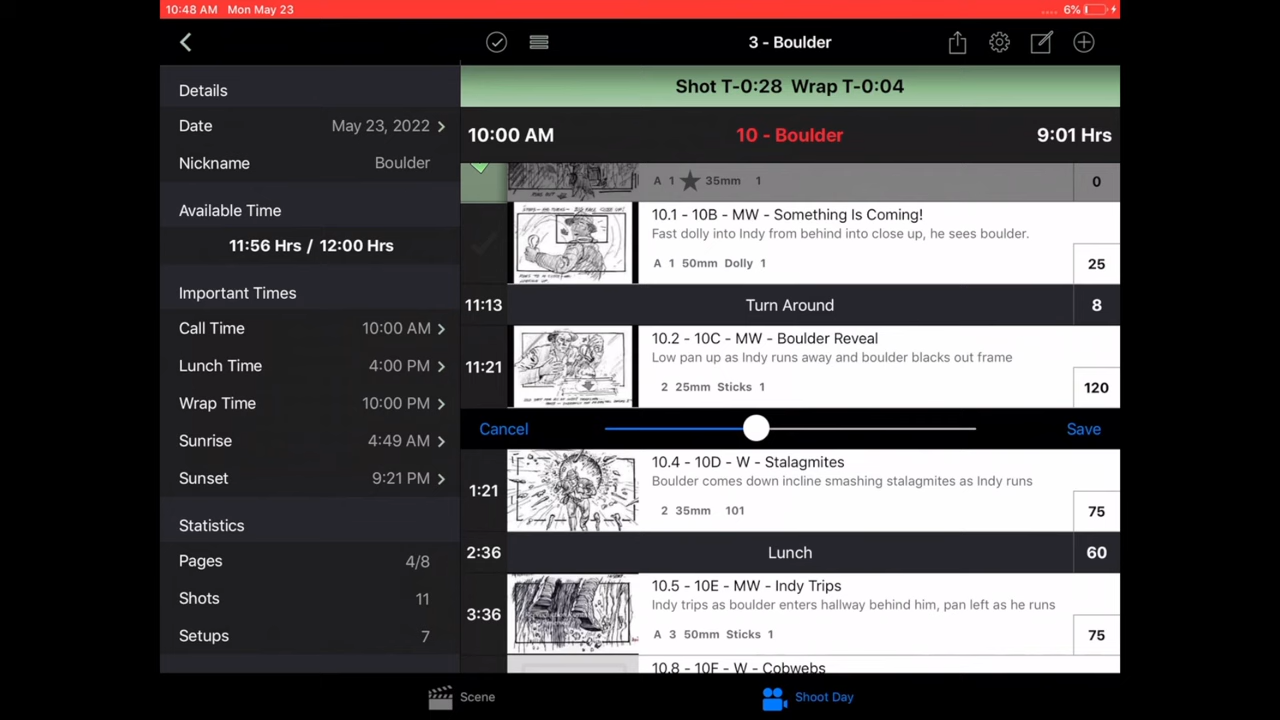 10:48 AM Mon May 23
6%
3 - Boulder
Details
Date May 23, 2022
Nickname Boulder
Available Time
11:56 Hrs / 12:00 Hrs
Important Times
Call Time 10:00 AM
Lunch Time 4:00 PM
Wrap Time 10:00 PM
Sunrise 4:49 AM
Sunset 9:21 PM
Statistics
Pages 4/8
Shots 11
Setups 7
Shot T-0:28 Wrap T-0:04
10:00 AM 10 - Boulder 9:01 Hrs
A 1 35mm 1 0
10.1 - 10B - MW - Something Is Coming!
Fast dolly into Indy from behind into close up, he sees boulder.
A 1 50mm Dolly 1 25
11:13 Turn Around 8
10.2 - 10C - MW - Boulder Reveal
11:21 Low pan up as Indy runs away and boulder blacks out frame
2 25mm Sticks 1 120
Cancel Save
10.4 - 10D - W - Stalagmites
1:21 Boulder comes down incline smashing stalagmites as Indy runs
2 35mm 101 75
2:36 Lunch 60
10.5 - 10E - MW - Indy Trips
3:36 Indy trips as boulder enters hallway behind him, pan left as he runs
A 3 50mm Sticks 1 75
10.8 - 10F - W - Cobwebs
Scene Shoot Day